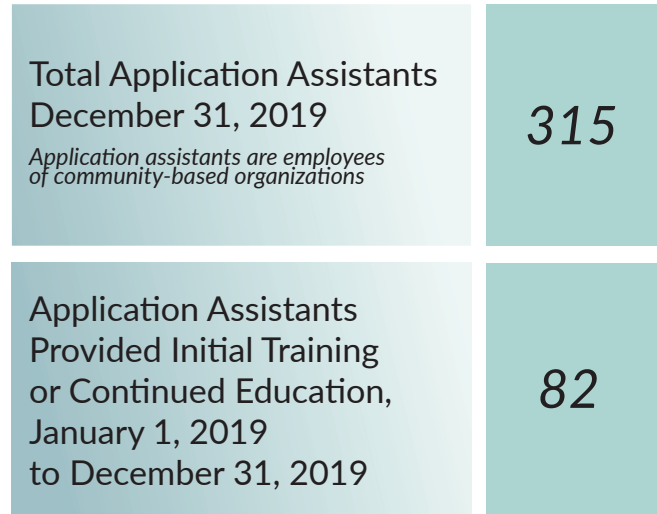 Total Application Assistants
December 31, 2019
Application assistants are employees
of community-based organizations
315
Application Assistants
Provided Initial Training
or Continued Education,
January 1, 2019
to December 31, 2019
82